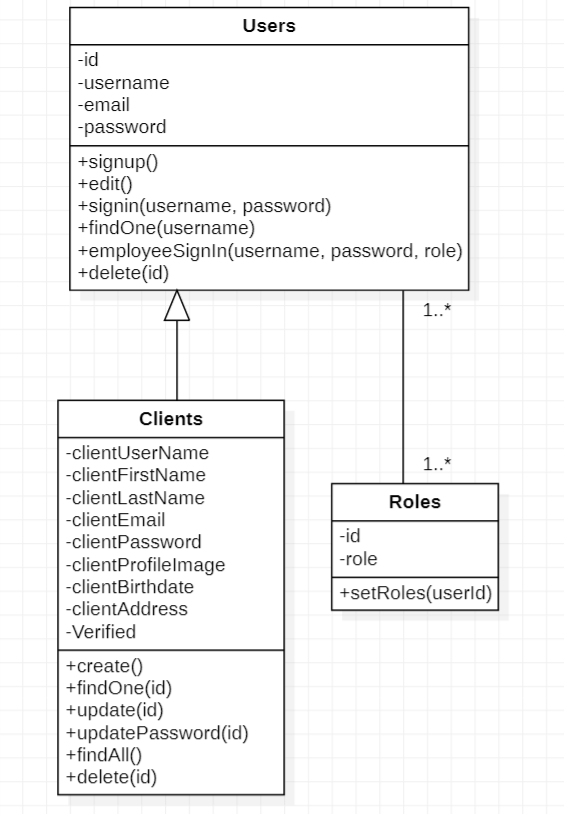 Users
-id
-username
-email
-password
+signup()
+edit()
+signin(username, password)
+findOne(username)
+employeeSignIn(username, password, role)
+delete(id)
1..*
1..*
Clients
-clientUserName
-clientFirstName
-clientLastName
-clientEmail
-clientPassword
-clientProfileImage
-clientBirthdate
-clientAddress
-Verified
+create()
+findOne(id)
+update(id)
+updatePassword(id)
+findAll()
+delete(id)
Roles
-id
-role
+setRoles(userId)